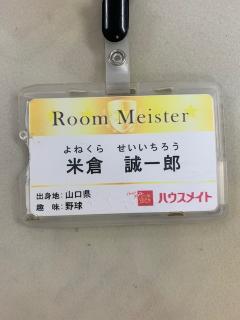 Room Meister
よねくら せいいちろう
米倉 誠一郎
出身地: 山口県
趣 味: 野球
ハウスメイト